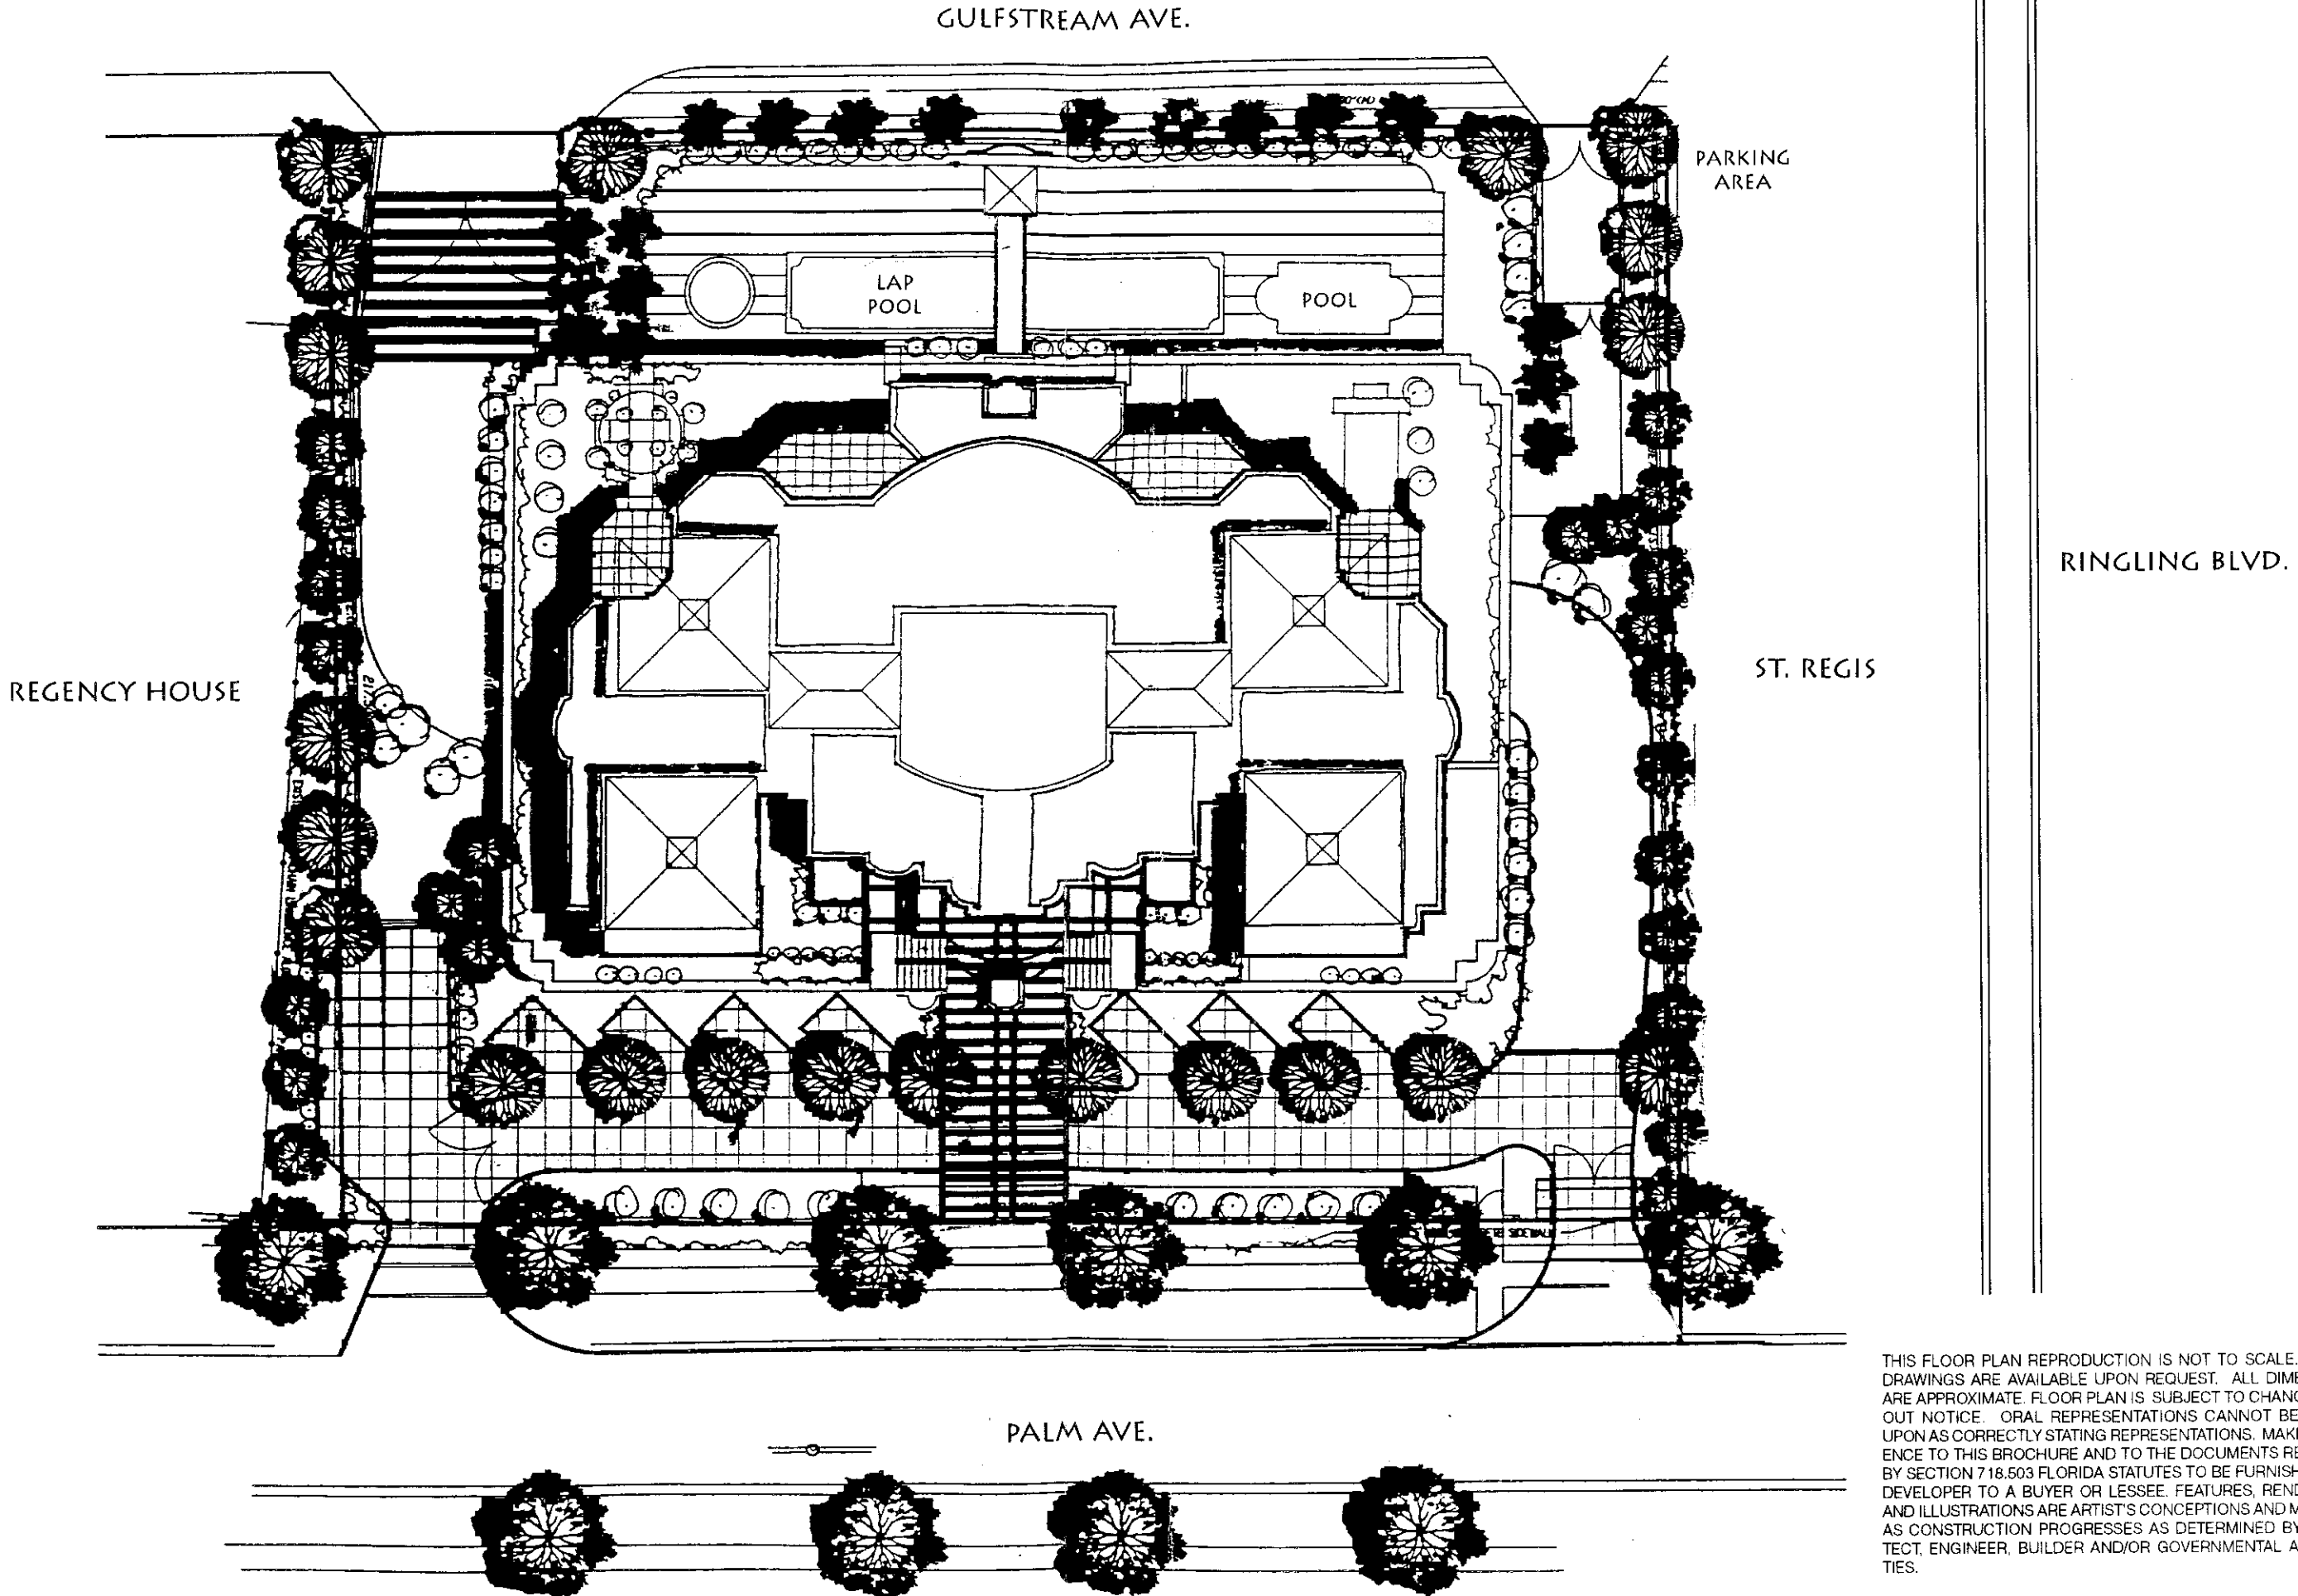 GULFSTREAM AVE.
PARKING
AREA
LAP
POOL
POOL
RINGLING BLVD.
REGENCY HOUSE
ST. REGIS
217.
SIDEWALK
PALM AVE.
THIS FLOOR PLAN REPRODUCTION IS NOT TO SCALE.
DRAWINGS ARE AVAILABLE UPON REQUEST. ALL DIME
ARE APPROXIMATE. FLOOR PLAN IS SUBJECT TO CHANG
OUT NOTICE. ORAL REPRESENTATIONS CANNOT BE
UPON AS CORRECTLY STATING REPRESENTATIONS. MAKE
ENCE TO THIS BROCHURE AND TO THE DOCUMENTS RE
BY SECTION 718.503 FLORIDA STATUTES TO BE FURNISH
DEVELOPER TO A BUYER OR LESSEE. FEATURES, REND
AND ILLUSTRATIONS ARE ARTIST'S CONCEPTIONS AND M
AS CONSTRUCTION PROGRESSES AS DETERMINED BY
TECT, ENGINEER, BUILDER AND/OR GOVERNMENTAL A
TIES.